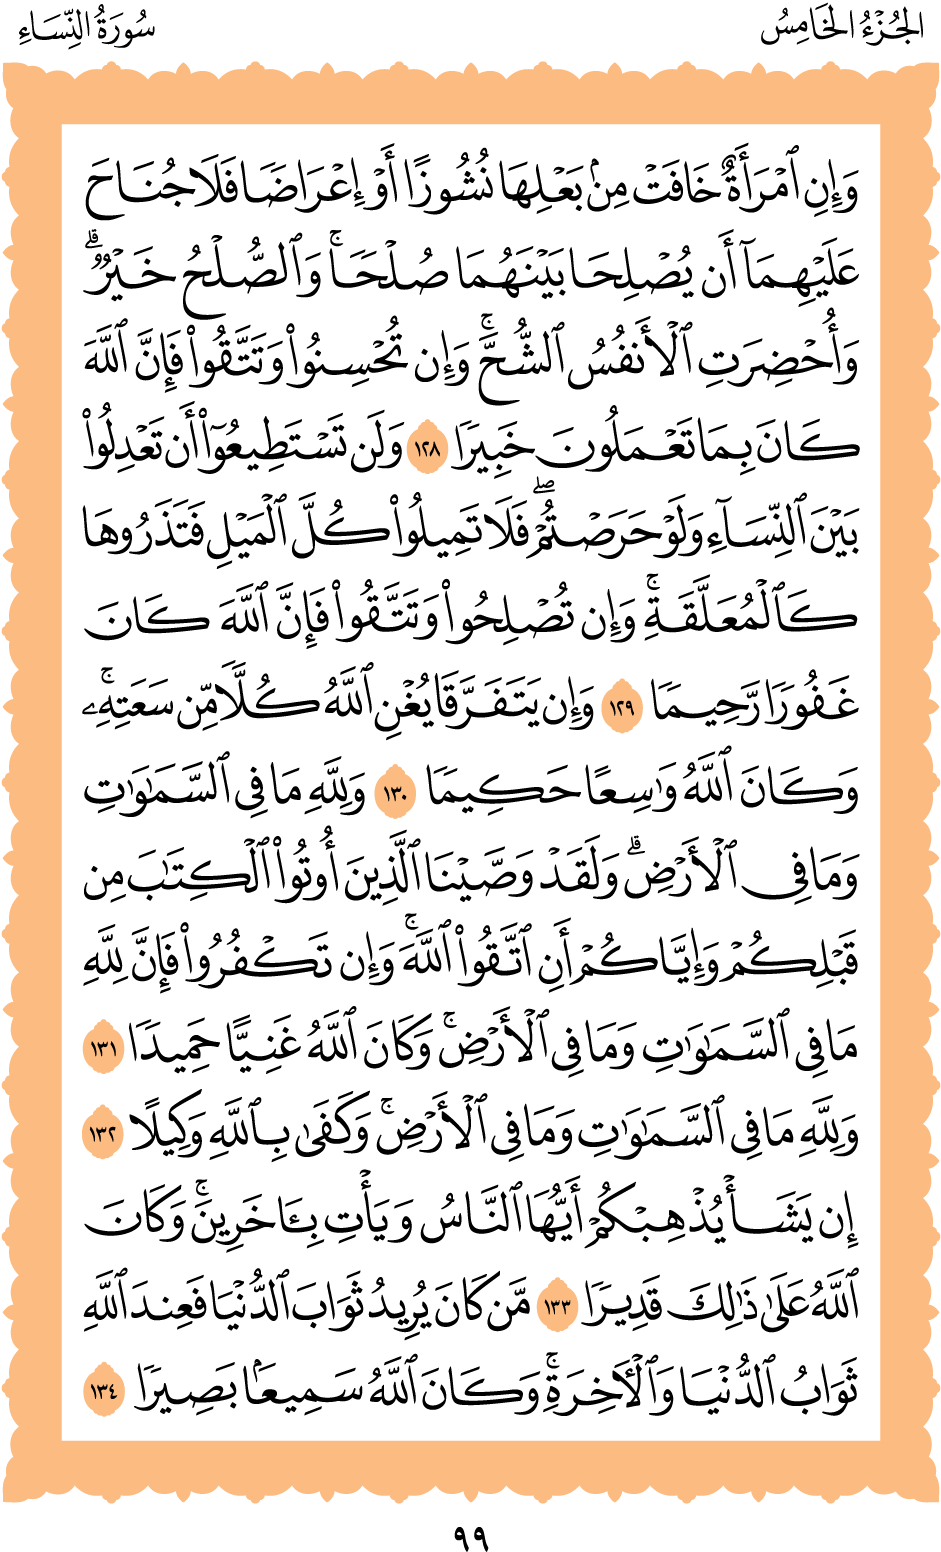 الجُزْءُ الخَامِسُ
سُورَةُ النِّسَاءِ
وَإِنِ ٱمْرَأَةٌ خَافَتْ مِنۢ بَعْلِهَا نُشُوزًا أَوْ إِعْرَاضٗا فَلَا جُنَاحَ
عَلَيْهِمَآ أَن يُصْلِحَا بَيْنَهُمَا صُلْحٗاۚ وَٱلصُّلْحُ خَيْرٞۗ
وَأُحْضِرَتِ ٱلْأَنفُسُ ٱلشُّحَّۚ وَإِن تُحْسِنُواْ وَتَتَّقُواْ فَإِنَّ ٱللَّهَ
كَانَ بِمَا تَعْمَلُونَ خَبِيرٗا ١٢٨ وَلَن تَسْتَطِيعُوٓاْ أَن تَعْدِلُواْ
بَيْنَ ٱلنِّسَآءِ وَلَوْ حَرَصْتُمْۖ فَلَا تَمِيلُواْ كُلَّ ٱلْمَيْلِ فَتَذَرُوهَا
كَٱلْمُعَلَّقَةِۚ وَإِن تُصْلِحُواْ وَتَتَّقُواْ فَإِنَّ ٱللَّهَ كَانَ
غَفُورٗا رَّحِيمٗا ١٢٩ وَإِن يَتَفَرَّقَا يُغْنِ ٱللَّهُ كُلّٗا مِّن سَعَتِهِۦۚ
وَكَانَ ٱللَّهُ وَٰسِعًا حَكِيمٗا ١٣٠ وَلِلَّهِ مَا فِي ٱلسَّمَٰوَٰتِ
وَمَا فِي ٱلْأَرْضِۗ وَلَقَدْ وَصَّيْنَا ٱلَّذِينَ أُوتُواْ ٱلْكِتَٰبَ مِن
قَبْلِكُمْ وَإِيَّاكُمْ أَنِ ٱتَّقُواْ ٱللَّهَۚ وَإِن تَكْفُرُواْ فَإِنَّ لِلَّهِ
مَا فِي ٱلسَّمَٰوَٰتِ وَمَا فِي ٱلْأَرْضِۚ وَكَانَ ٱللَّهُ غَنِيًّا حَمِيدٗا ١٣١
وَلِلَّهِ مَا فِي ٱلسَّمَٰوَٰتِ وَمَا فِي ٱلْأَرْضِۚ وَكَفَىٰ بِٱللَّهِ وَكِيلًا ١٣٢
إِن يَشَأْ يُذْهِبْكُمْ أَيُّهَا ٱلنَّاسُ وَيَأْتِ بِـَٔاخَرِينَۚ وَكَانَ
ٱللَّهُ عَلَىٰ ذَٰلِكَ قَدِيرٗا ١٣٣ مَّن كَانَ يُرِيدُ ثَوَابَ ٱلدُّنْيَا فَعِندَ ٱللَّهِ
ثَوَابُ ٱلدُّنْيَا وَٱلْأٓخِرَةِۚ وَكَانَ ٱللَّهُ سَمِيعَۢا بَصِيرٗا ١٣٤
٩٩